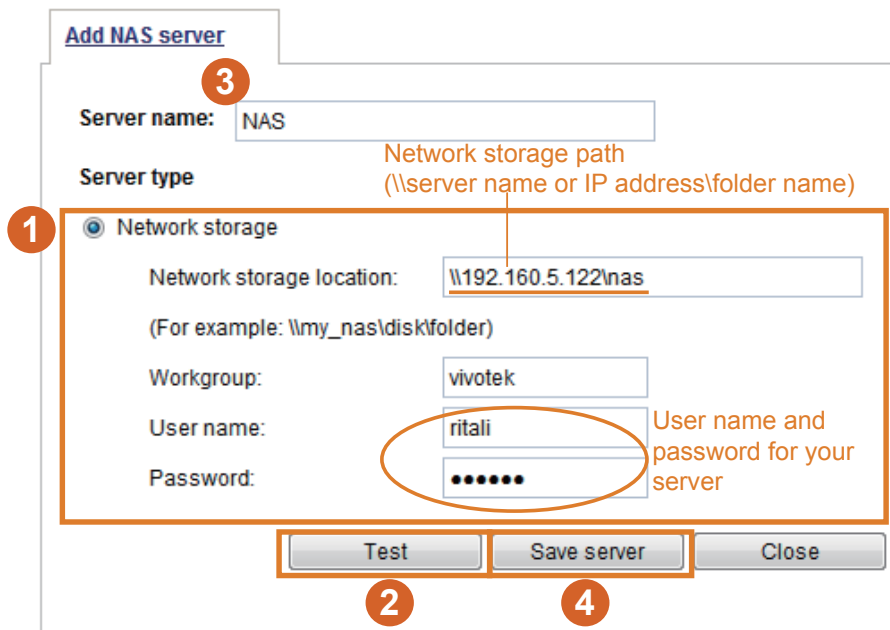 Add NAS server
3
Server name: NAS
Network storage path
Server type (\\server name or IP address\folder name)
1 Network storage
Network storage location: \\192.160.5.122\nas
(For example: \\my_nas\disk\folder)
Workgroup: vivotek
User name: ritali
User name and
password for your
server
Password: ●●●●●●
Test Save server Close
2 4